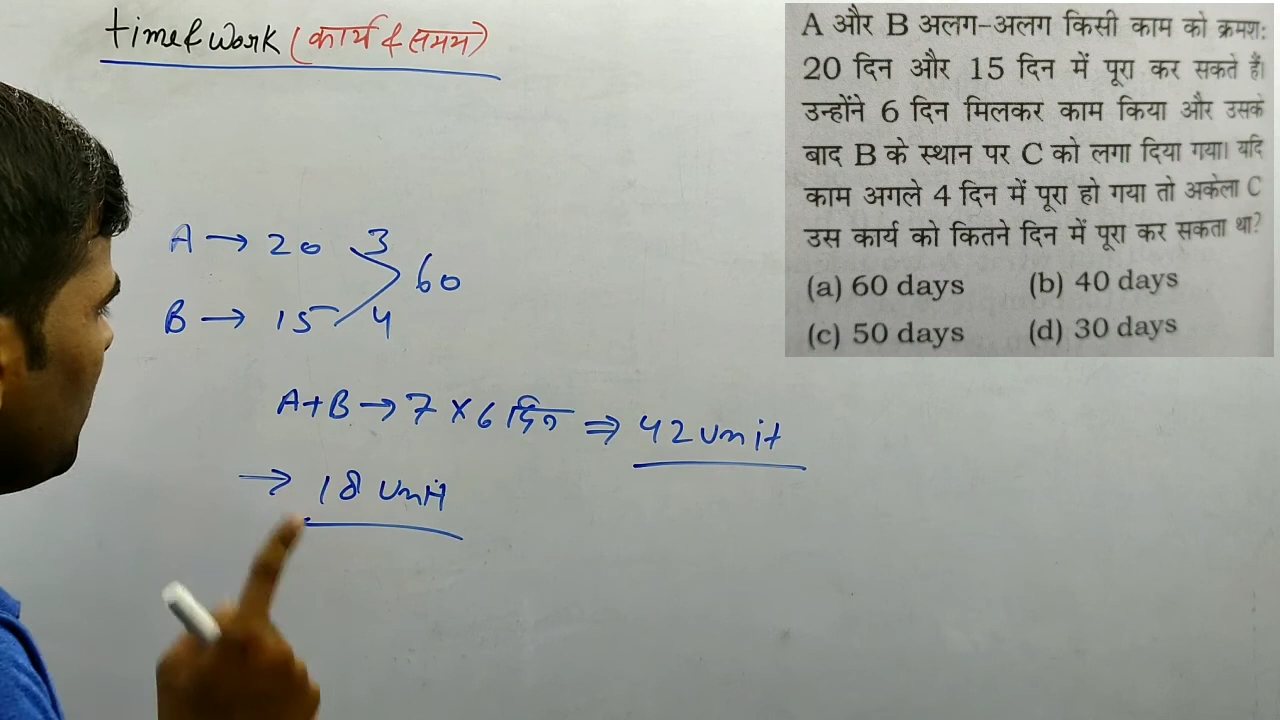 time & work (कार्य & समय)
A और B अलग-अलग किसी काम को क्रमशः
20 दिन और 15 दिन में पूरा कर सकते हैं।
उन्होंने 6 दिन मिलकर काम किया और उसके
बाद B के स्थान पर C को लगा दिया गया। यदि
काम अगले 4 दिन में पूरा हो गया तो अकेला C
उस कार्य को कितने दिन में पूरा कर सकता था?
(a) 60 days (b) 40 days
(c) 50 days (d) 30 days
A → 20 3
60
B → 15 4
A+B → 7 × 6 दिन ⇒ 42 unit
→ 18 unit